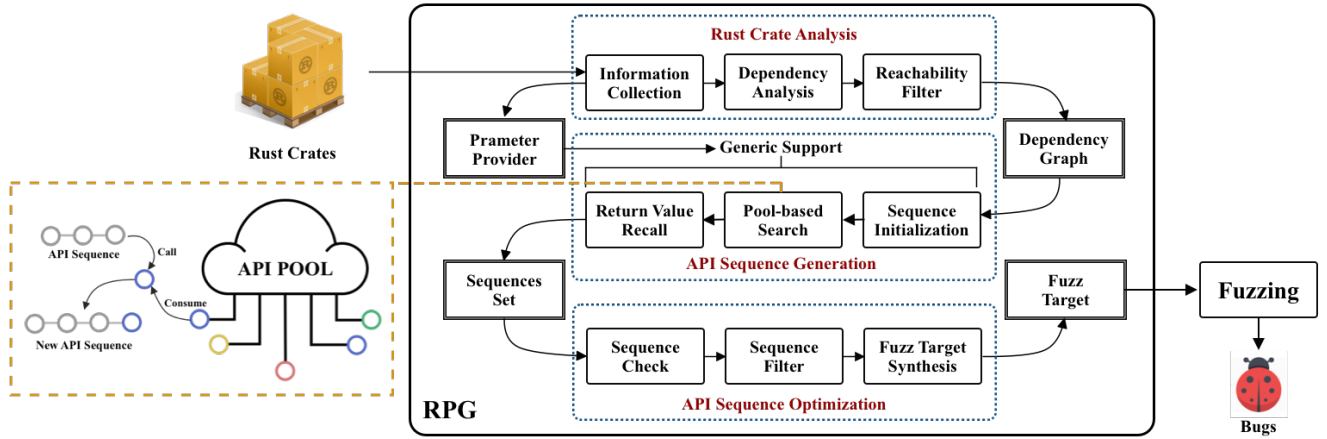 Rust Crate Analysis
Information
Collection
Dependency
Analysis
Reachability
Filter
Rust Crates
Prameter
Provider
Generic Support
Dependency
Graph
Return Value
Recall
Pool-based
Search
Sequence
Initialization
API Sequence Generation
API Sequence
Call
API POOL
Consume
New API Sequence
Sequences
Set
Fuzz
Target
Fuzzing
Sequence
Check
Sequence
Filter
Fuzz Target
Synthesis
API Sequence Optimization
RPG
Bugs